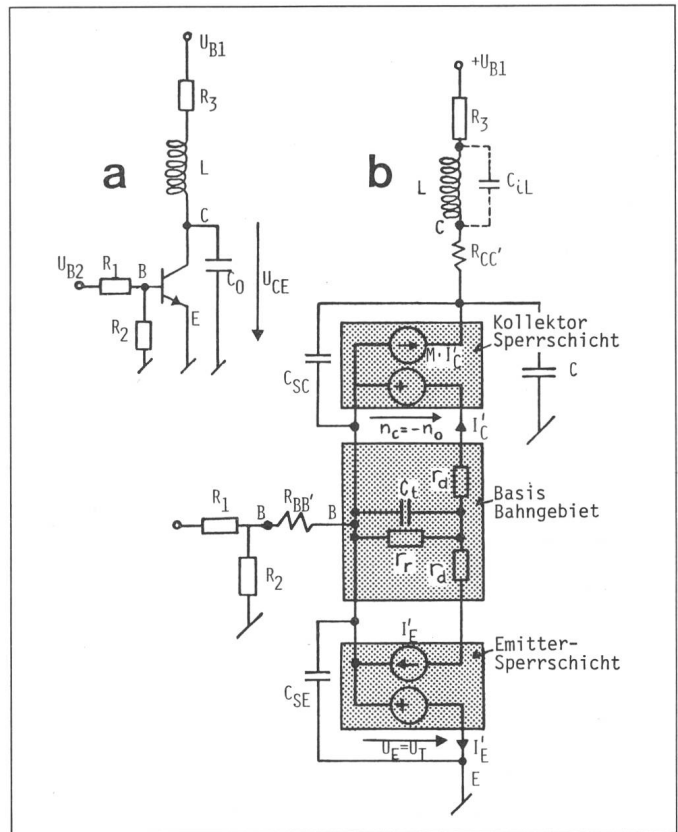 a
U_B1
R_3
L
C
U_B2
R_1
B
R_2
E
C_0
U_CE
b
+U_B1
R_3
L
C_iL
C
R_CC'
Kollektor
Sperrschicht
C_SC
M·I'_C
+
C
n_c=-n_o
I'_C
r_d
C_t
Basis
Bahngebiet
R_1
B
R_BB'
B
r_r
r_d
R_2
I'_E
Emitter-
Sperrschicht
C_SE
+
U_E=U_T
I'_E
E